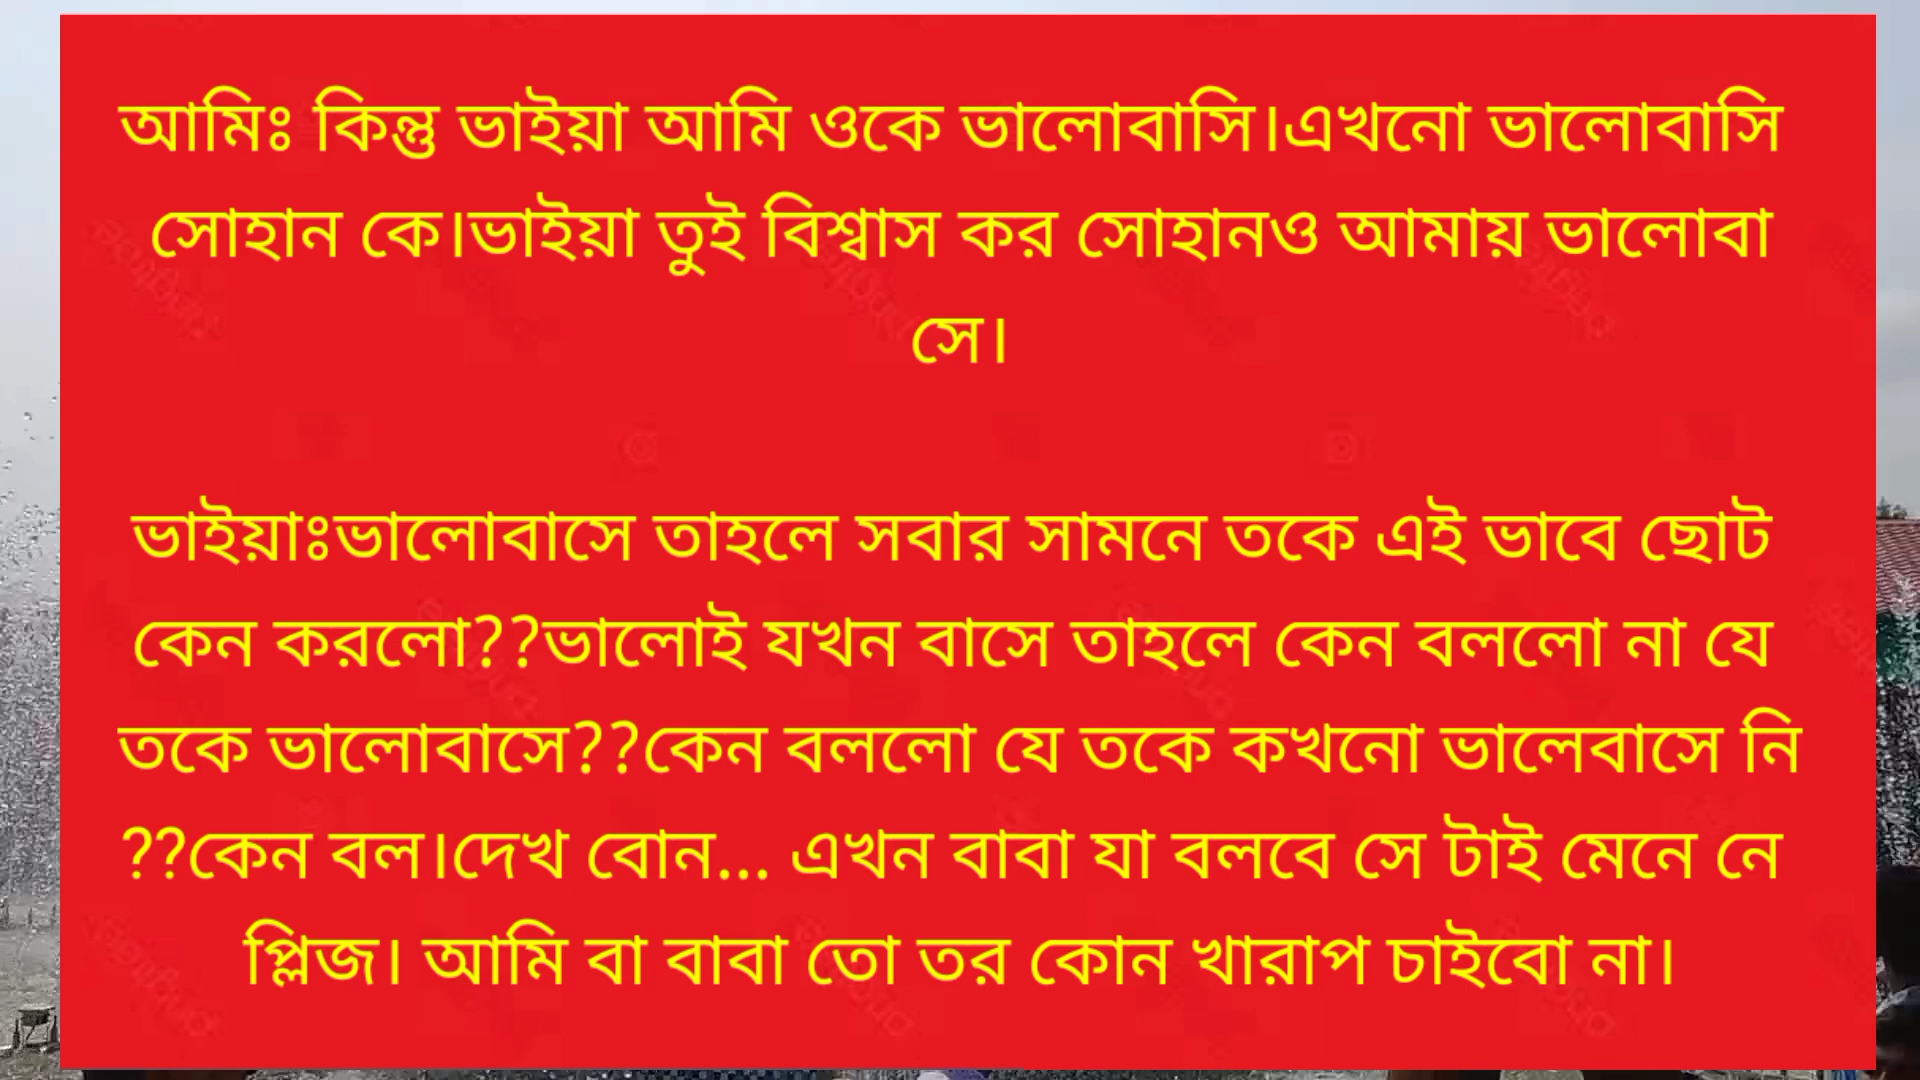 আমিঃ কিন্তু ভাইয়া আমি ওকে ভালোবাসি।এখনো ভালোবাসি
সোহান কে।ভাইয়া তুই বিশ্বাস কর সোহানও আমায় ভালোবা
সে।
ভাইয়াঃভালোবাসে তাহলে সবার সামনে তকে এই ভাবে ছোট
কেন করলো??ভালোই যখন বাসে তাহলে কেন বললো না যে
তকে ভালোবাসে??কেন বললো যে তকে কখনো ভালেবাসে নি
??কেন বল।দেখ বোন... এখন বাবা যা বলবে সে টাই মেনে নে
প্লিজ। আমি বা বাবা তো তর কোন খারাপ চাইবো না।